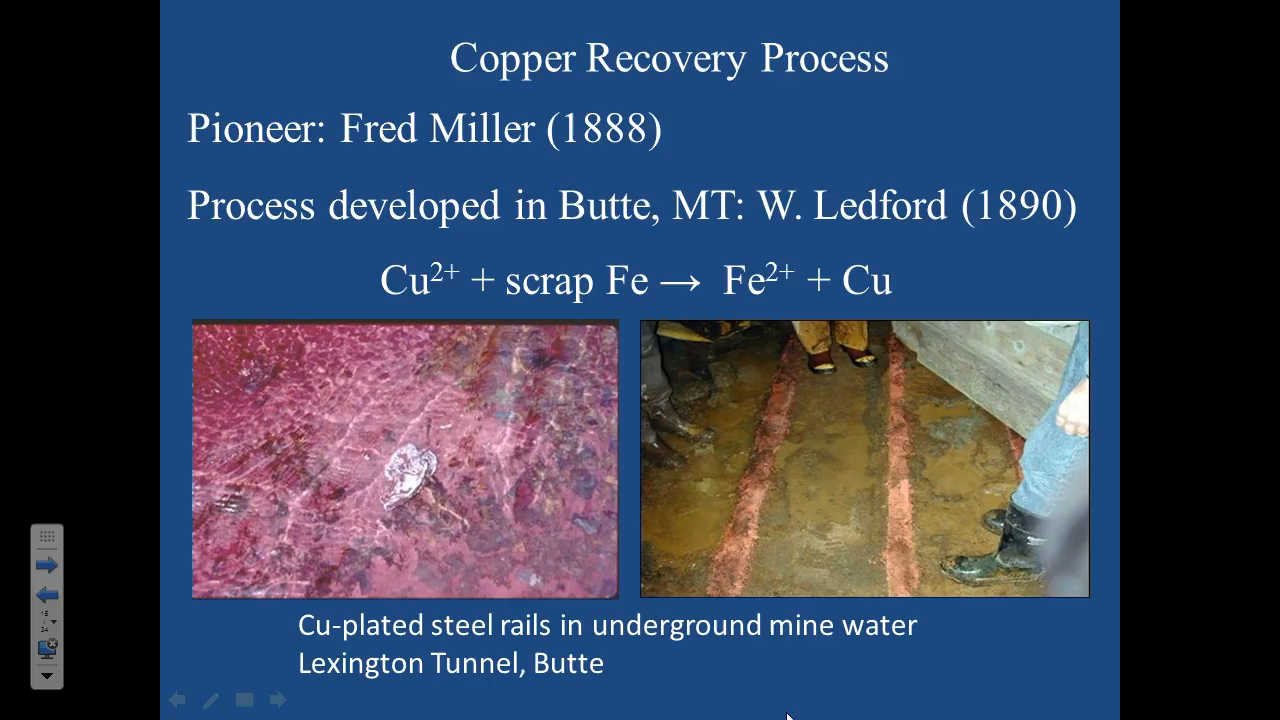 Copper Recovery Process
Pioneer: Fred Miller (1888)
Process developed in Butte, MT: W. Ledford (1890)
Cu²⁺ + scrap Fe → Fe²⁺ + Cu
Cu-plated steel rails in underground mine water
Lexington Tunnel, Butte